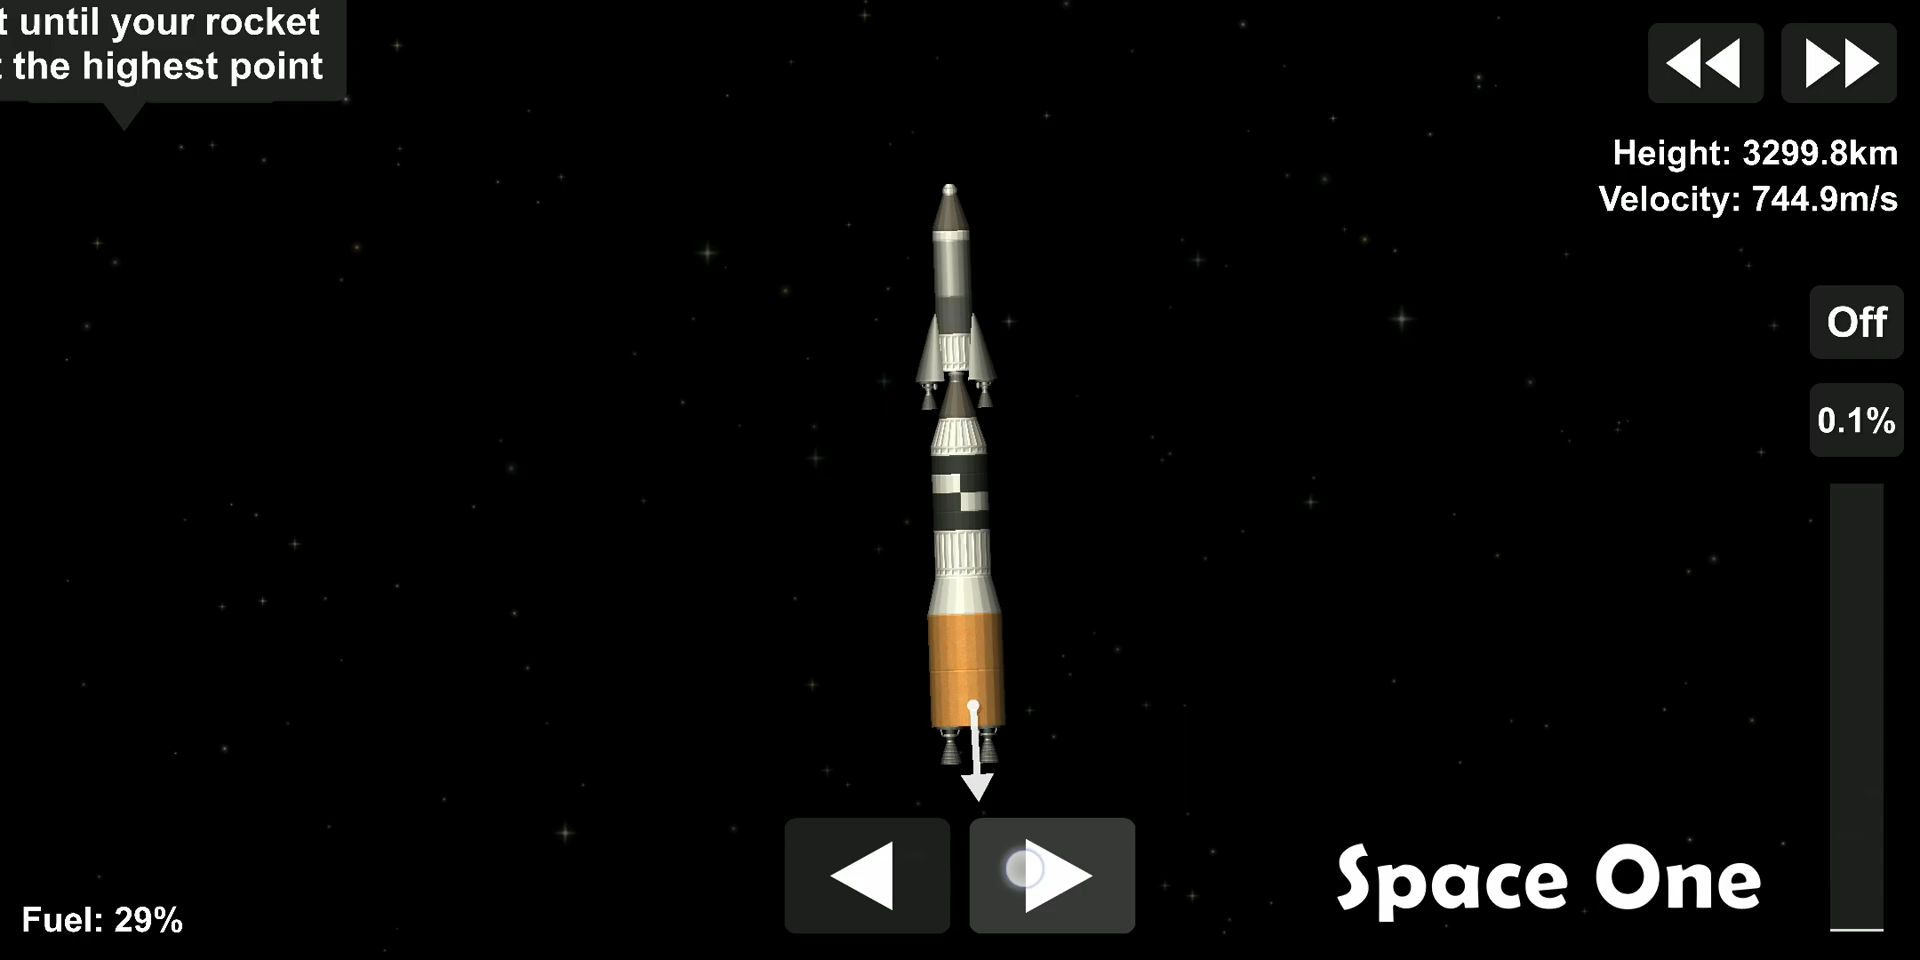 t until your rocket
the highest point
Height: 3299.8km
Velocity: 744.9m/s
Off
0.1%
Space One
Fuel: 29%